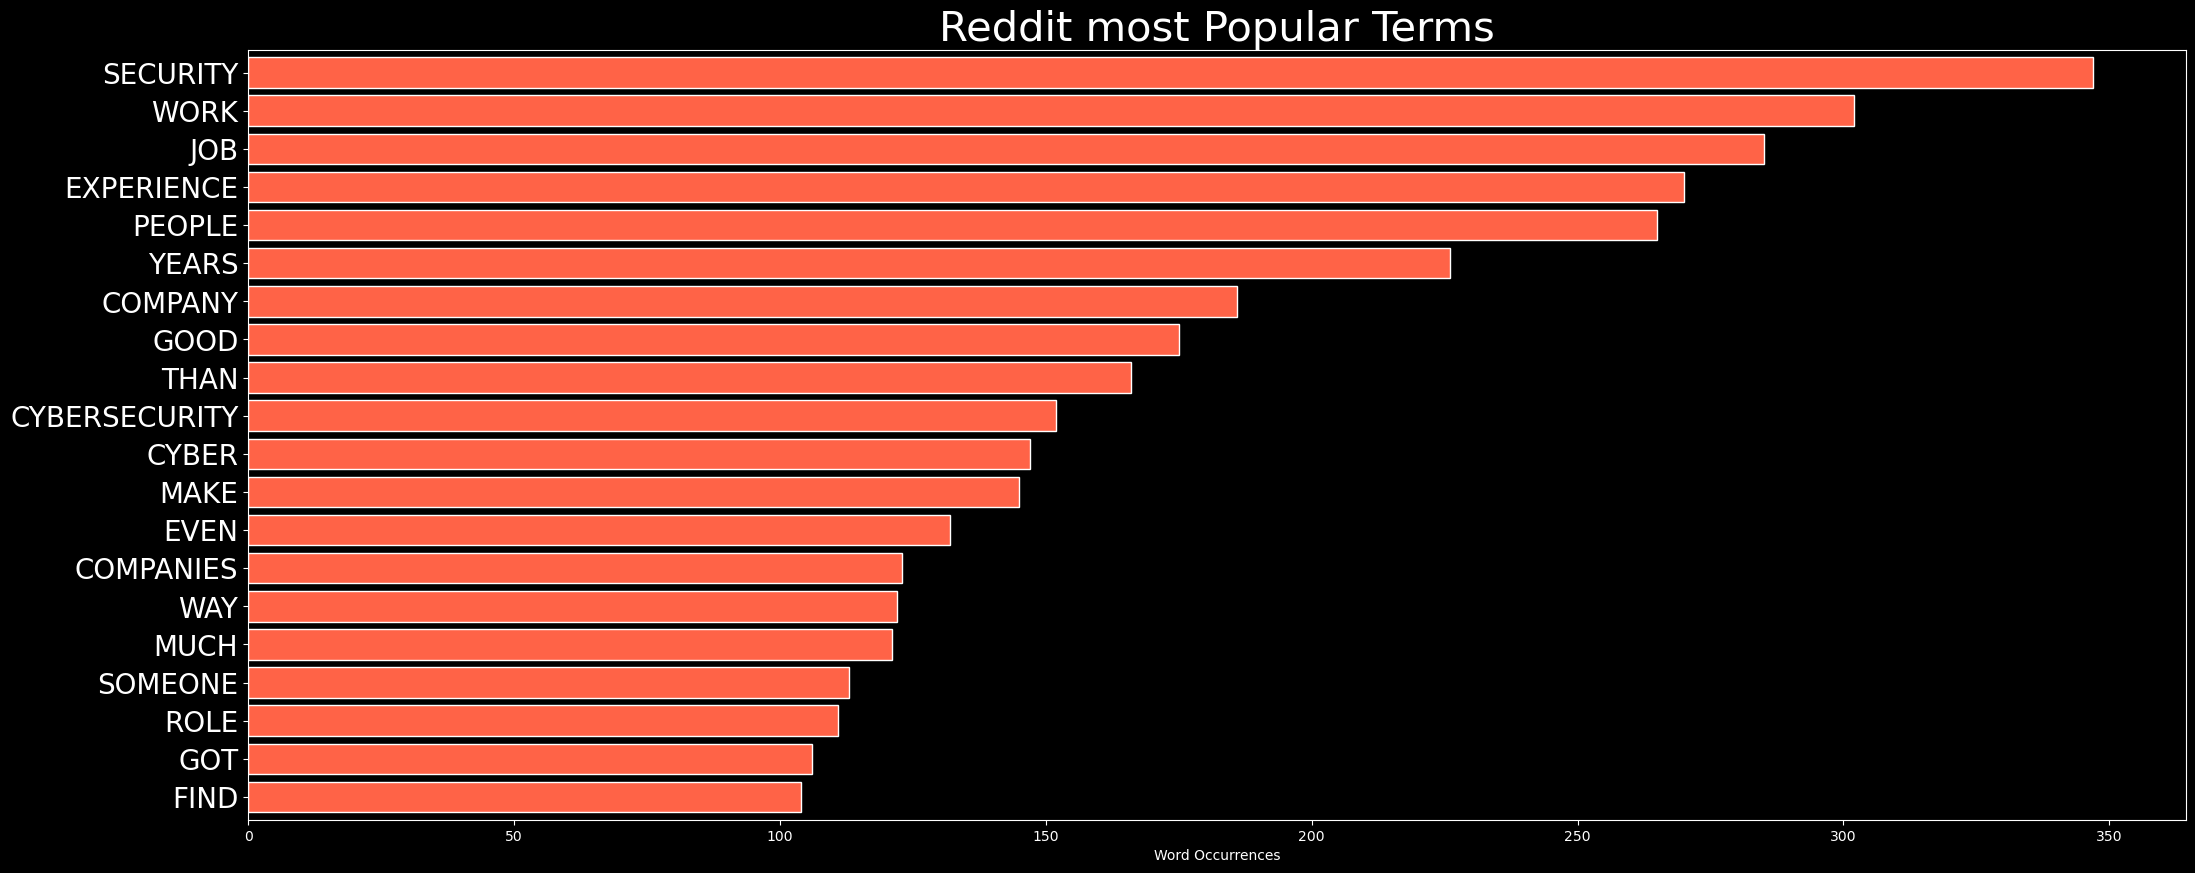 Reddit most Popular Terms
SECURITY
WORK
JOB
EXPERIENCE
PEOPLE
YEARS
COMPANY
GOOD
THAN
CYBERSECURITY
CYBER
MAKE
EVEN
COMPANIES
WAY
MUCH
SOMEONE
ROLE
GOT
FIND
0 50 100 150 200 250 300 350
Word Occurrences